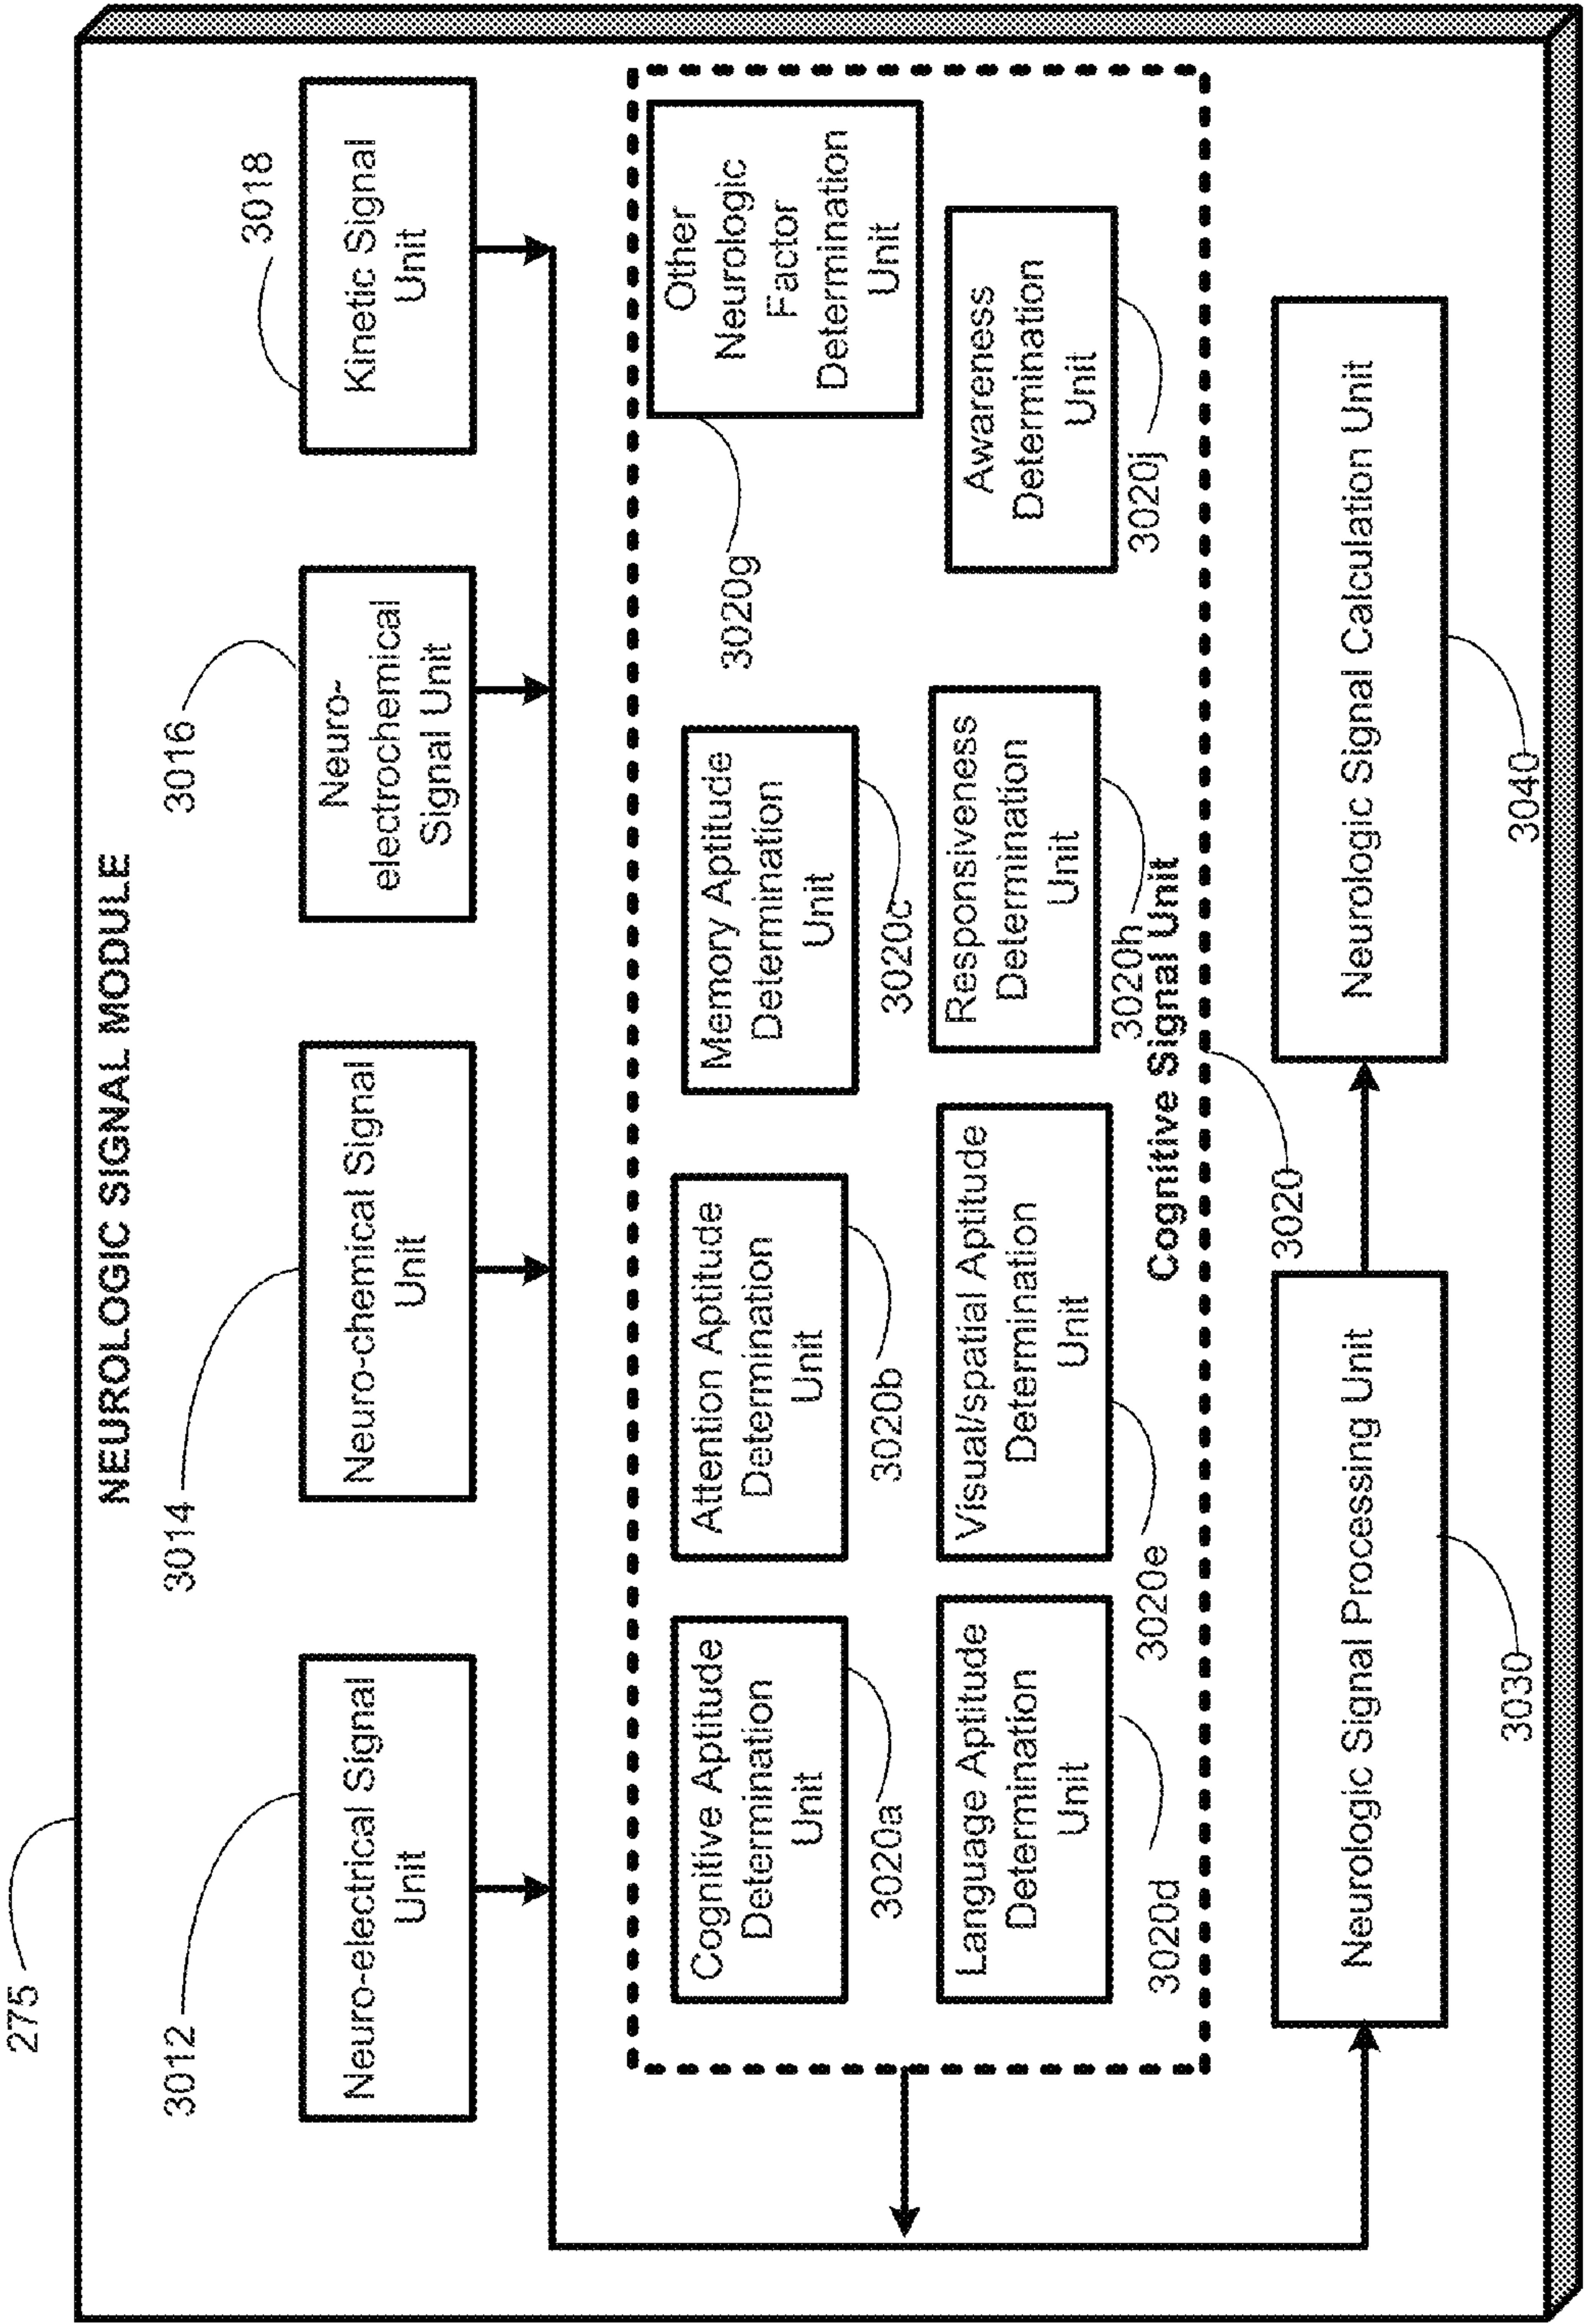 275
NEUROLOGIC SIGNAL MODULE
3012
3014
3016
3018
Neuro-electrical Signal
Unit
Neuro-chemical Signal
Unit
Neuro-
electrochemical
Signal Unit
Kinetic Signal
Unit
Cognitive Aptitude
Determination
Unit
3020a
Attention Aptitude
Determination
Unit
3020b
Memory Aptitude
Determination
Unit
3020c
Other
Neurologic
Factor
Determination
Unit
3020g
Language Aptitude
Determination
Unit
3020d
Visual/spatial Aptitude
Determination
Unit
3020e
Responsiveness
Determination
Unit
3020h
Awareness
Determination
Unit
3020j
Cognitive Signal Unit
3020
Neurologic Signal Processing Unit
3030
Neurologic Signal Calculation Unit
3040